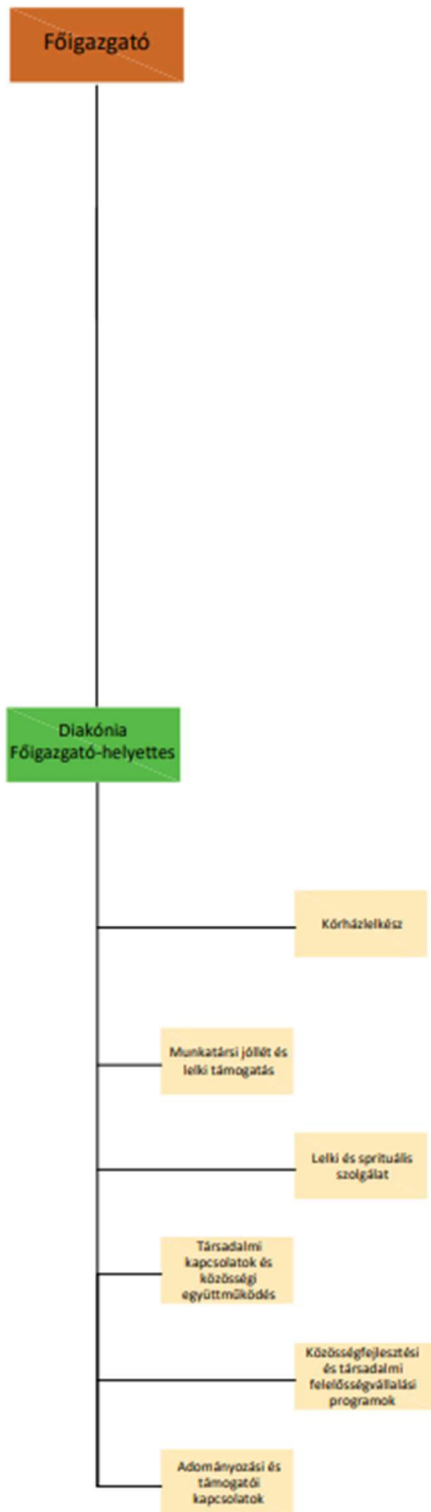 Főigazgató
Diakónia
Főigazgató-helyettes
Kórházlelkész
Munkatársi jóllét és
lelki támogatás
Lelki és sprituális
szolgálat
Társadalmi
kapcsolatok és
közösségi
együttműködés
Közösségfejlesztési
és társadalmi
felelősségvállalási
programok
Adományozási és
támogatói
kapcsolatok